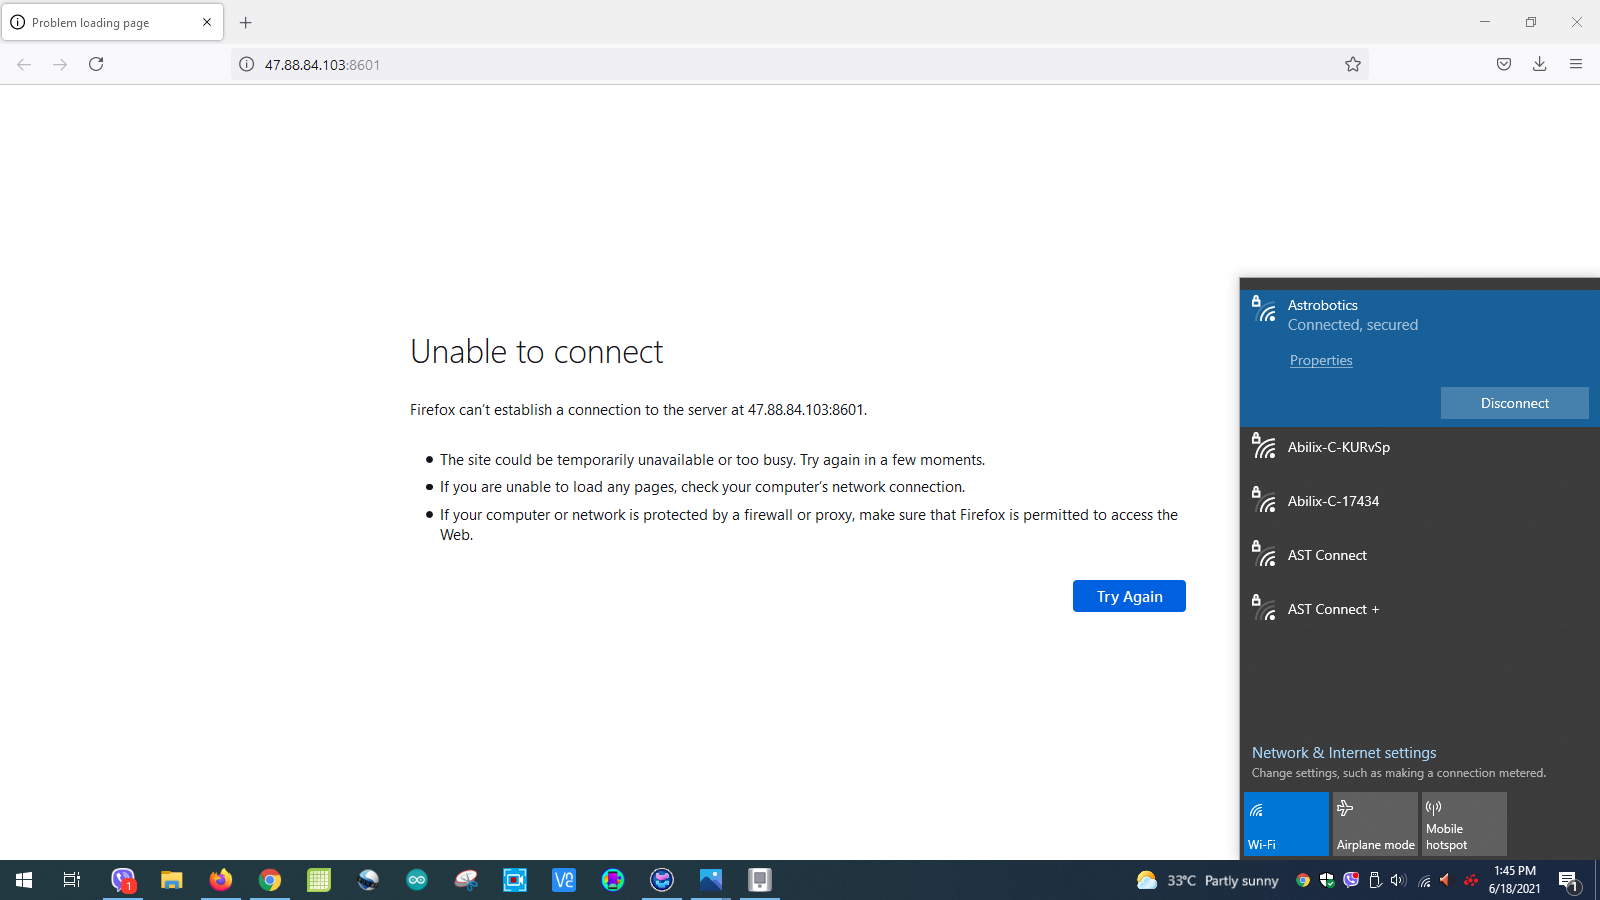 Problem loading page
47.88.84.103:8601
Unable to connect
Firefox can’t establish a connection to the server at 47.88.84.103:8601.
The site could be temporarily unavailable or too busy. Try again in a few moments.
If you are unable to load any pages, check your computer’s network connection.
If your computer or network is protected by a firewall or proxy, make sure that Firefox is permitted to access the
Web.
Try Again
Astrobotics
Connected, secured
Properties
Disconnect
Abilix-C-KURvSp
Abilix-C-17434
AST Connect
AST Connect +
Network & Internet settings
Change settings, such as making a connection metered.
Wi-Fi
Airplane mode
Mobile
hotspot
1
33°C Partly sunny
1:45 PM
6/18/2021
1